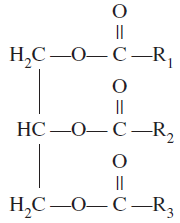 O
||
H₂C—O—C—R₁
|
O
||
HC—O—C—R₂
|
O
||
H₂C—O—C—R₃